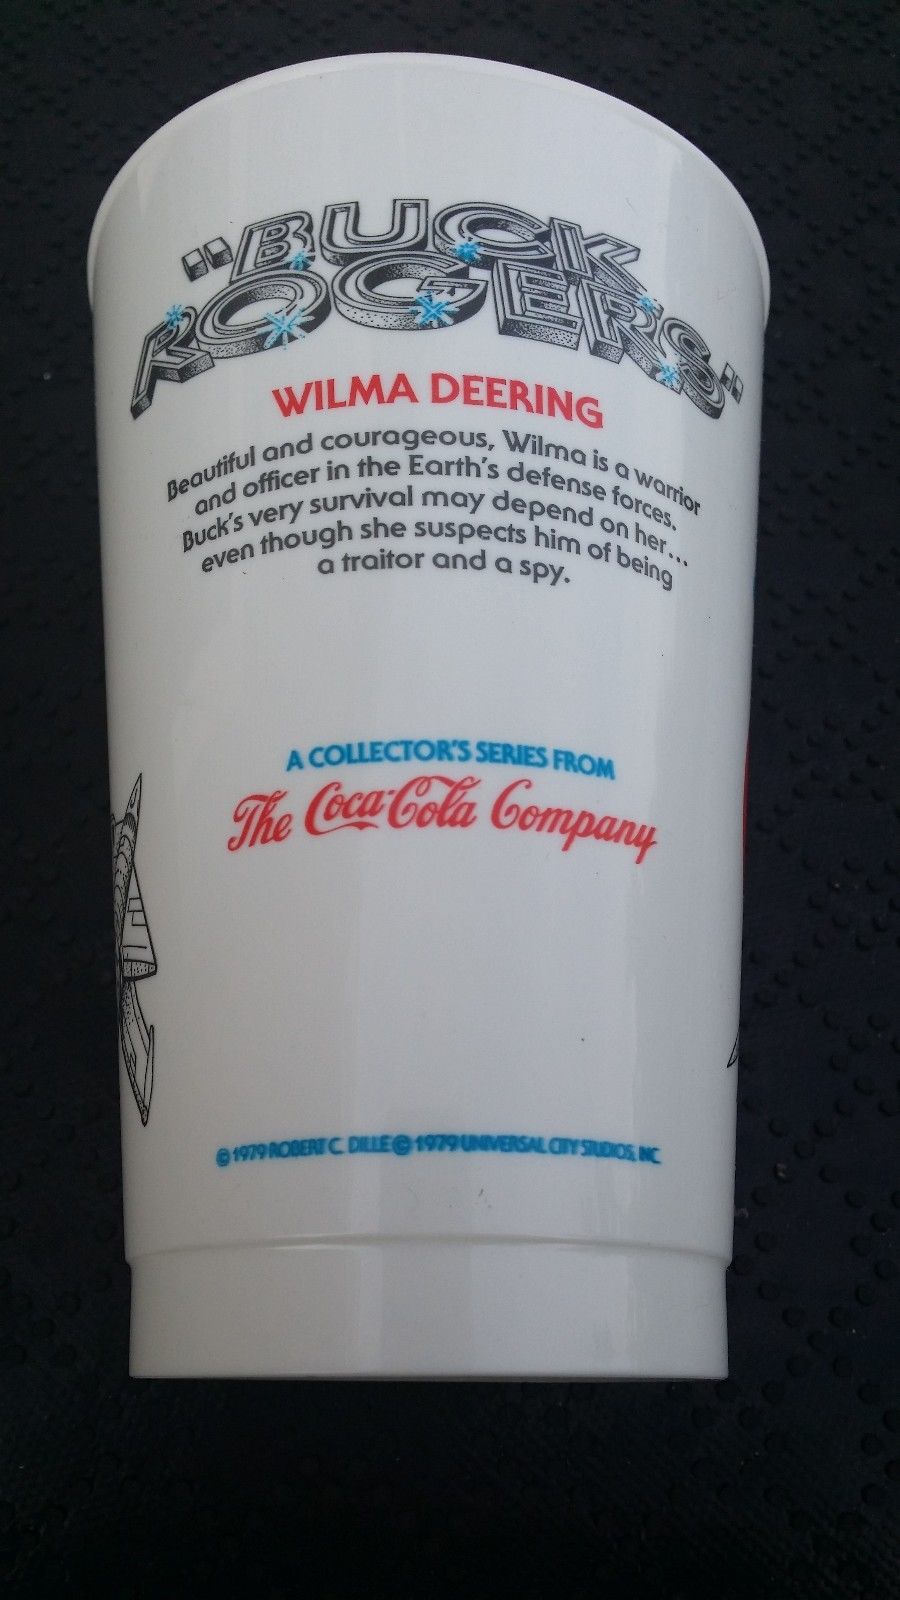 "BUCK
ROGERS"
WILMA DEERING
Beautiful and courageous, Wilma is a warrior
and officer in the Earth's defense forces.
Buck's very survival may depend on her...
even though she suspects him of being
a traitor and a spy.
A COLLECTOR'S SERIES FROM
The Coca-Cola Company
© 1979 ROBERT C. DILLE © 1979 UNIVERSAL CITY STUDIOS, INC.